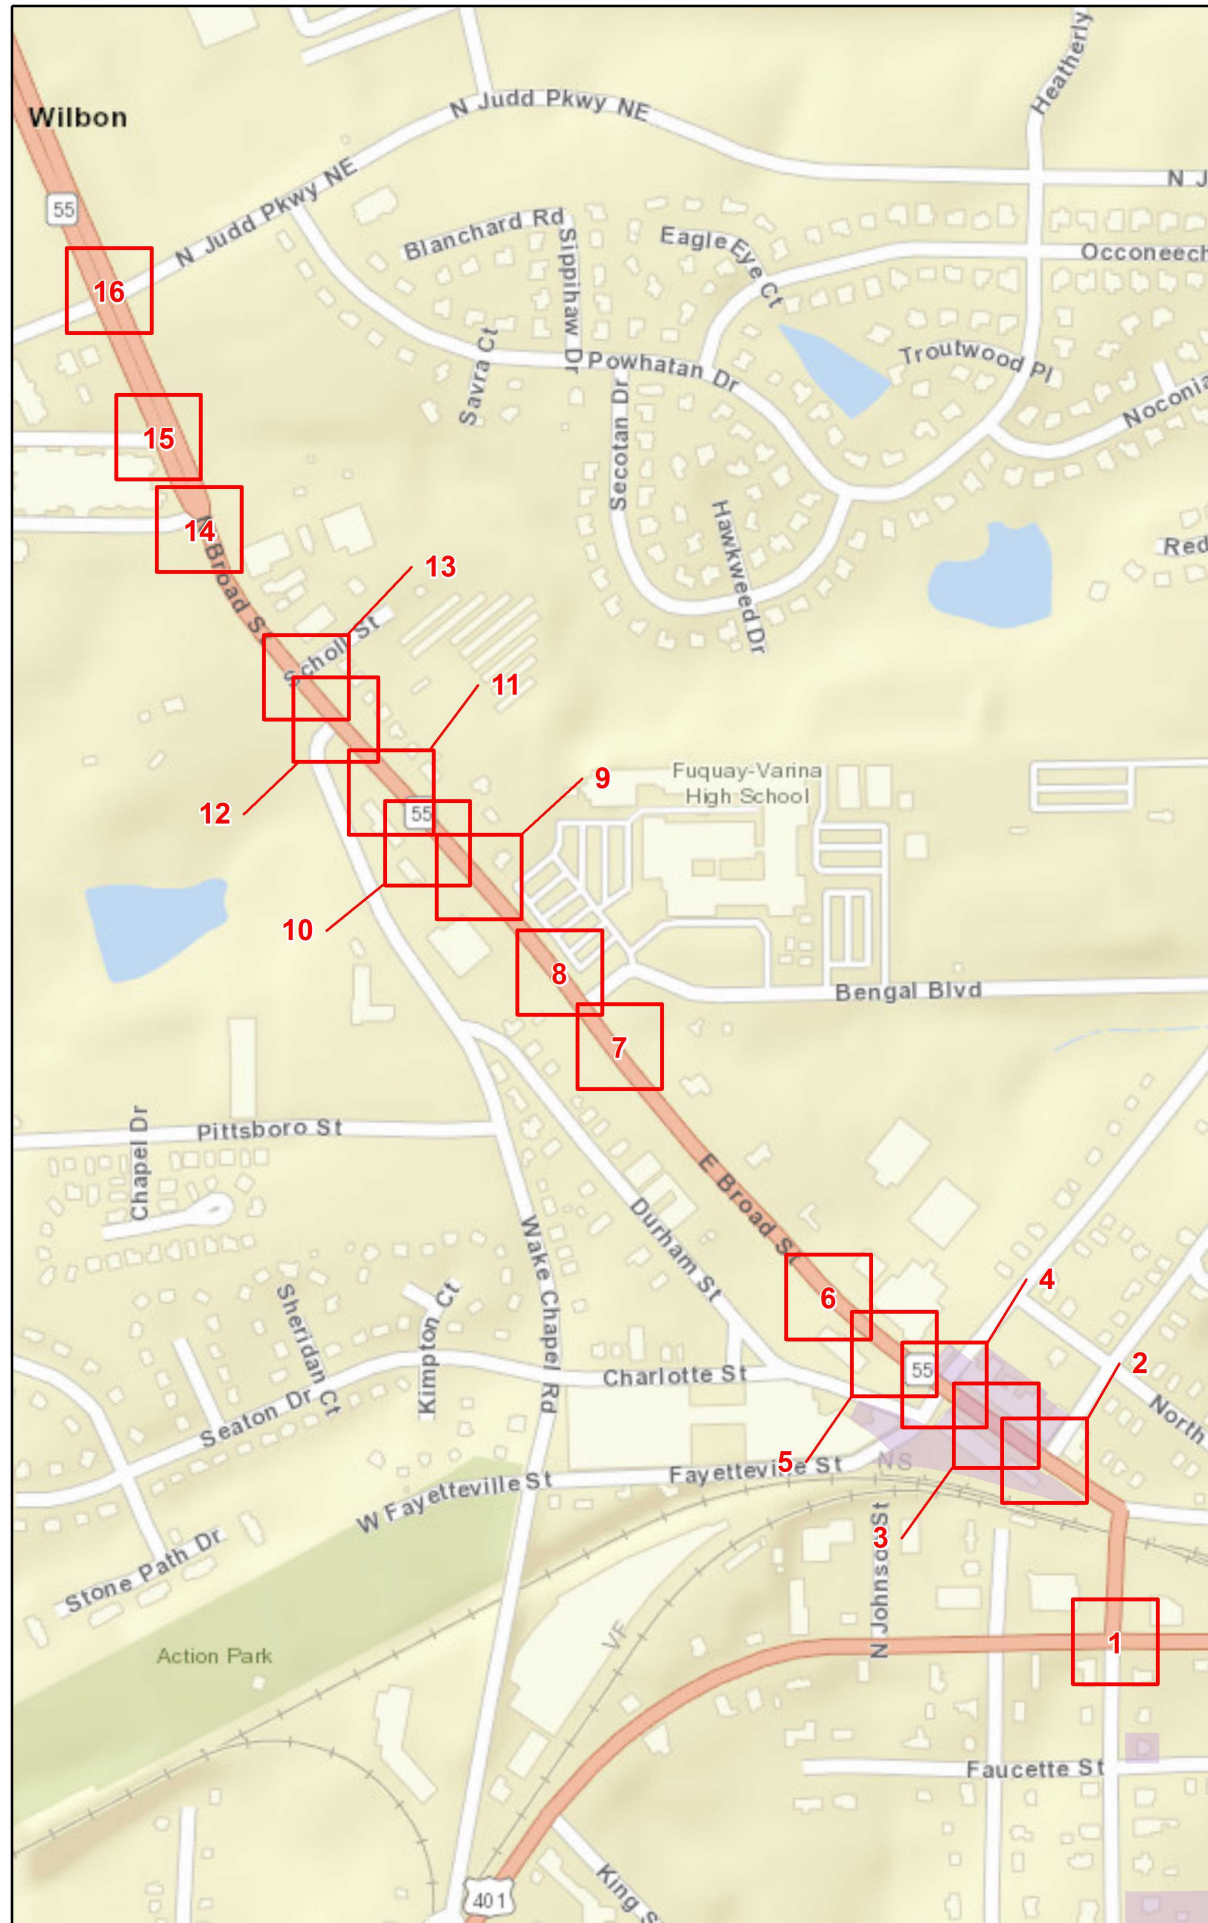 Heatherly
N Judd Pkwy NE
Wilbon
N J
N Judd Pkwy NE
55
Blanchard Rd
Sippihaw Dr
Eagle Eye Ct
Occoneech
16
Savra Ct
Powhatan Dr
Troutwood Pl
Noconia
15
Secotan Dr
14
Hawkweed Dr
Red
N Broad S
13
Scholl St
11
9
Fuquay-Varina
High School
12
55
10
8
Bengal Blvd
7
Chapel Dr
Pittsboro St
E Broad St
Durham St
Wake Chapel Rd
4
6
Sheridan Ct
Kimpton Ct
2
55
Charlotte St
Seaton Dr
North
5
Fayetteville St
NS
W Fayetteville St
3
N Johnson St
Stone Path Dr
VF
1
Action Park
Faucette St
King S
401